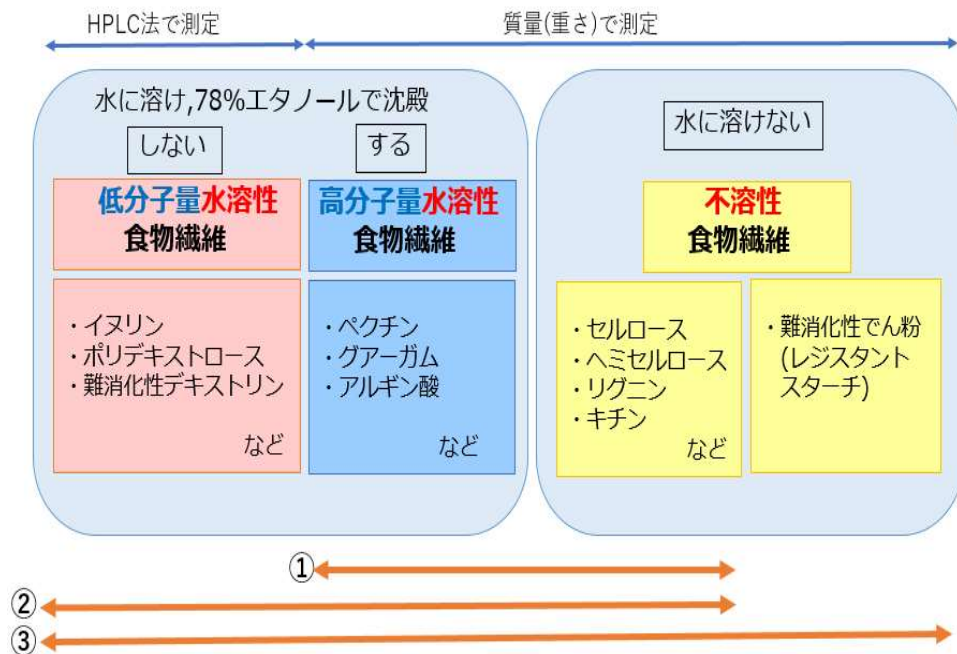 HPLC法で測定
質量(重さ)で測定
水に溶け,78%エタノールで沈殿
しない
する
水に溶けない
低分子量水溶性
食物繊維
高分子量水溶性
食物繊維
不溶性
食物繊維
・イヌリン
・ポリデキストロース
・難消化性デキストリン
など
・ペクチン
・グアーガム
・アルギン酸
など
・セルロース
・ヘミセルロース
・リグニン
・キチン
など
・難消化性でん粉
(レジスタント
スターチ)
①
②
③